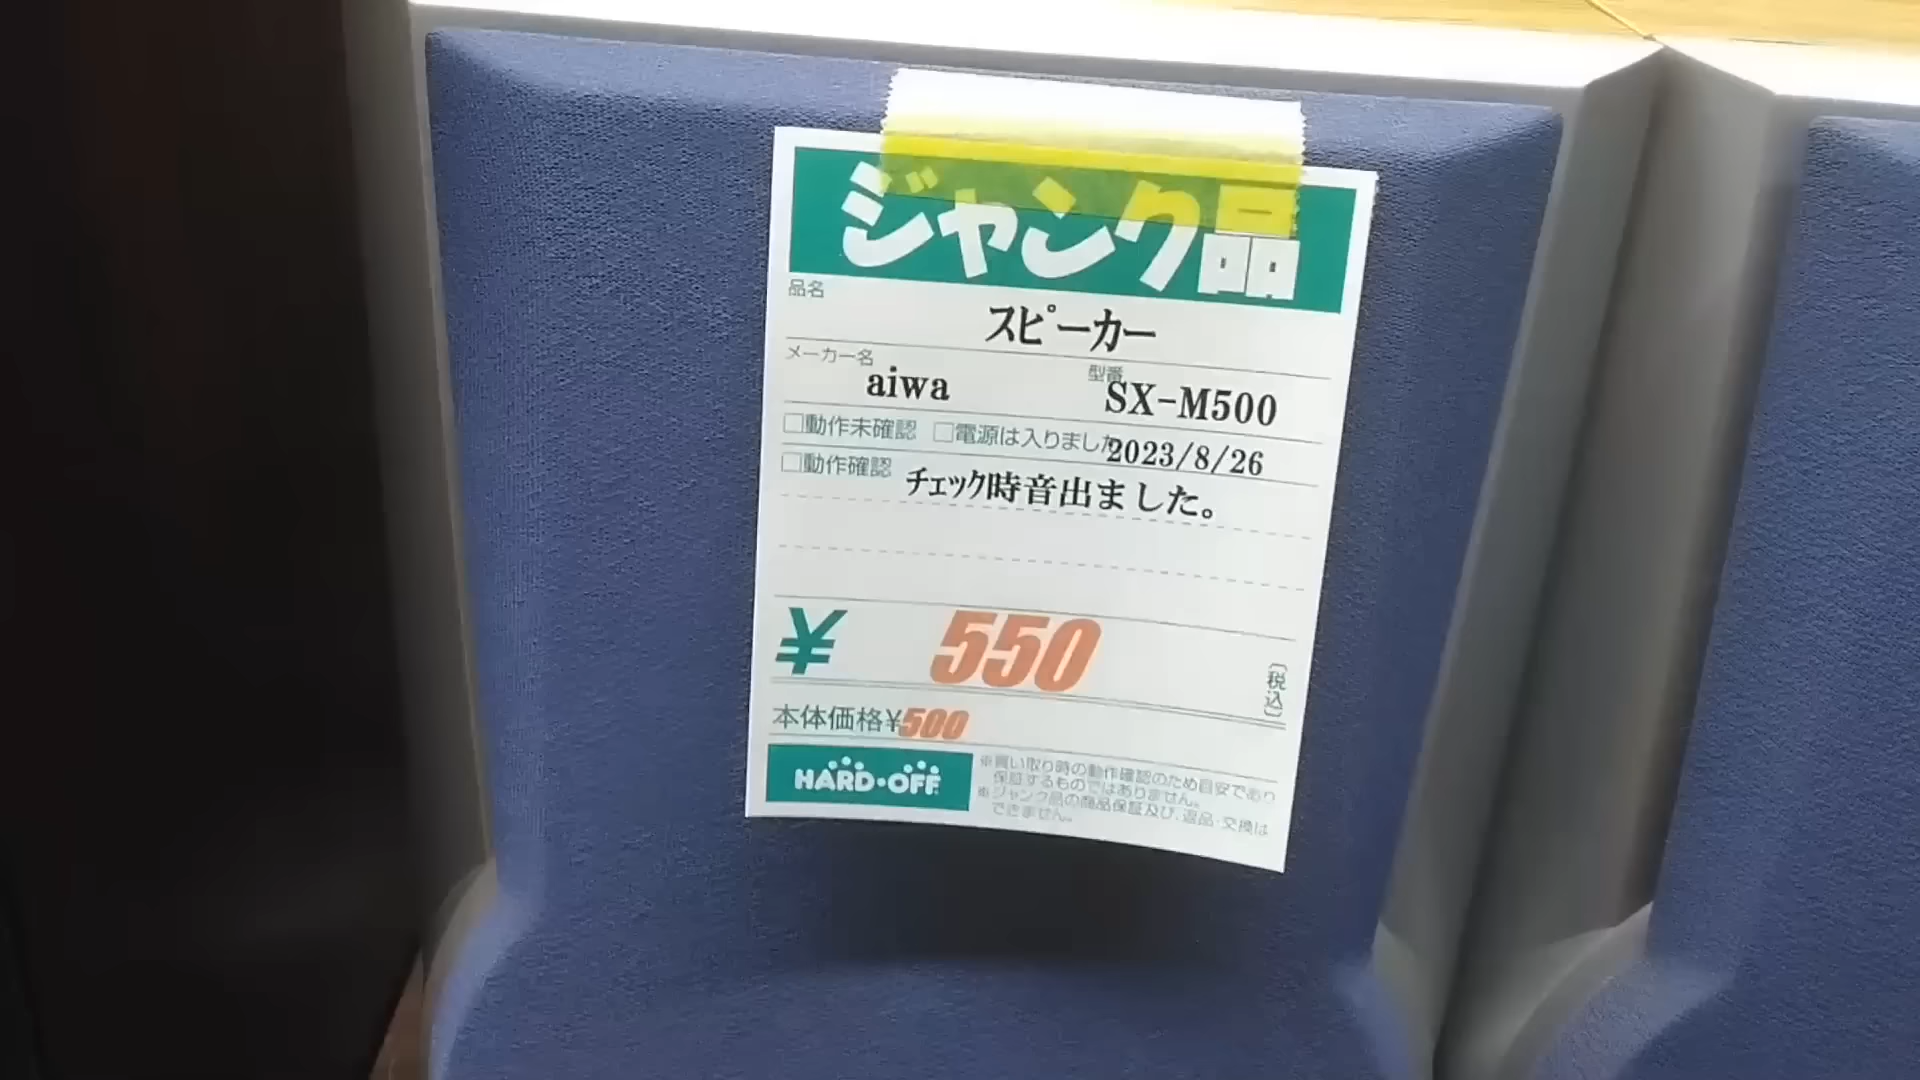 ジャンク品
品名
スピーカー
メーカー名
aiwa
型番
SX-M500
□動作未確認 □電源は入りました
2023/8/26
□動作確認
チェック時音出ました。
¥ 550
〔税込〕
本体価格¥500
HARD・OFF
※買い取り時の動作確認のため目安であり
保証するものではありません。
※ジャンク品の商品保証及び、返品・交換は
できません。